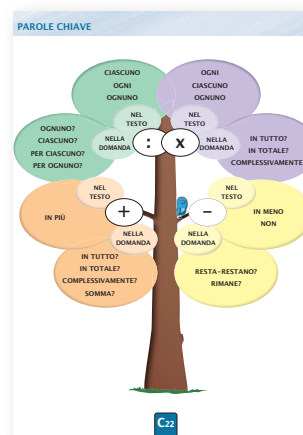 PAROLE CHIAVE
CIASCUNO
OGNI
OGNUNO
OGNI
CIASCUNO
OGNUNO
NEL
TESTO
NEL
TESTO
OGNUNO?
CIASCUNO?
PER CIASCUNO?
PER OGNUNO?
NELLA
DOMANDA
:
x
NELLA
DOMANDA
IN TUTTO?
IN TOTALE?
COMPLESSIVAMENTE?
NEL
TESTO
NEL
TESTO
IN PIÙ
+
−
IN MENO
NON
NELLA
DOMANDA
NELLA
DOMANDA
IN TUTTO?
IN TOTALE?
COMPLESSIVAMENTE?
SOMMA?
RESTA-RESTANO?
RIMANE?
C22